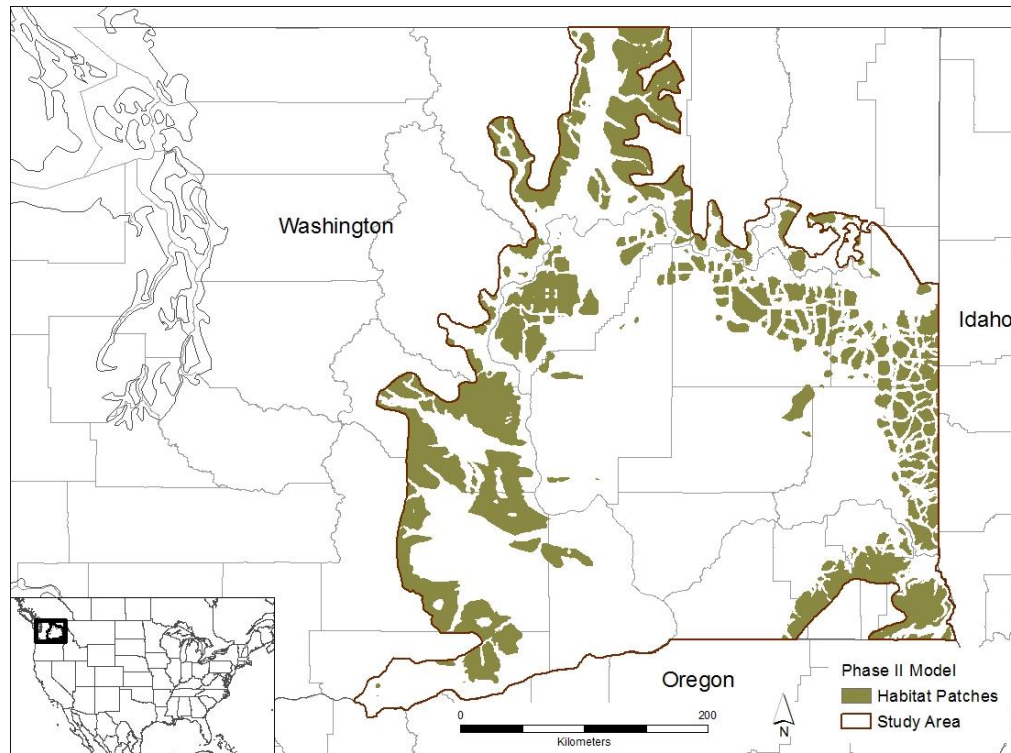 Washington
Idaho
Oregon
Phase II Model
Habitat Patches
Study Area
0
200
Kilometers
N